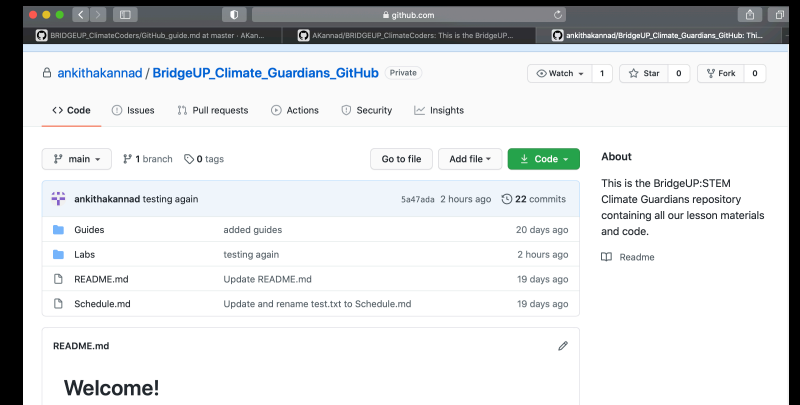 github.com
BRIDGEUP_ClimateCoders/GitHub_guide.md at master · AKan...
AKannad/BRIDGEUP_ClimateCoders: This is the BridgeUP...
ankithakannad/BridgeUP_Climate_Guardians_GitHub: Thi...
ankithakannad / BridgeUP_Climate_Guardians_GitHub Private
Watch 1 Star 0 Fork 0
Code Issues Pull requests Actions Security Insights
main 1 branch 0 tags Go to file Add file Code
ankithakannad testing again 5a47ada 2 hours ago 22 commits
Guides added guides 20 days ago
Labs testing again 2 hours ago
README.md Update README.md 19 days ago
Schedule.md Update and rename test.txt to Schedule.md 19 days ago
README.md
Welcome!
About
This is the BridgeUP:STEM
Climate Guardians repository
containing all our lesson materials
and code.
Readme